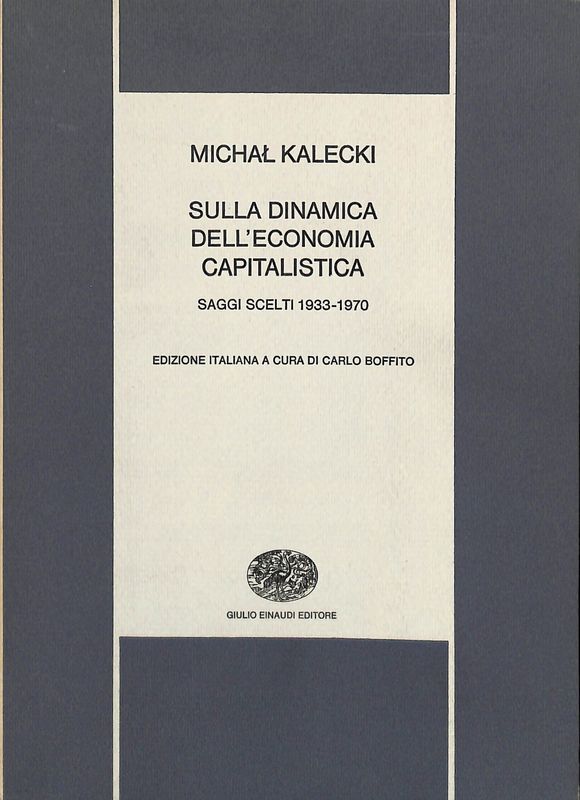 MICHAŁ KALECKI
SULLA DINAMICA
DELL'ECONOMIA
CAPITALISTICA
SAGGI SCELTI 1933-1970
EDIZIONE ITALIANA A CURA DI CARLO BOFFITO
GIULIO EINAUDI EDITORE